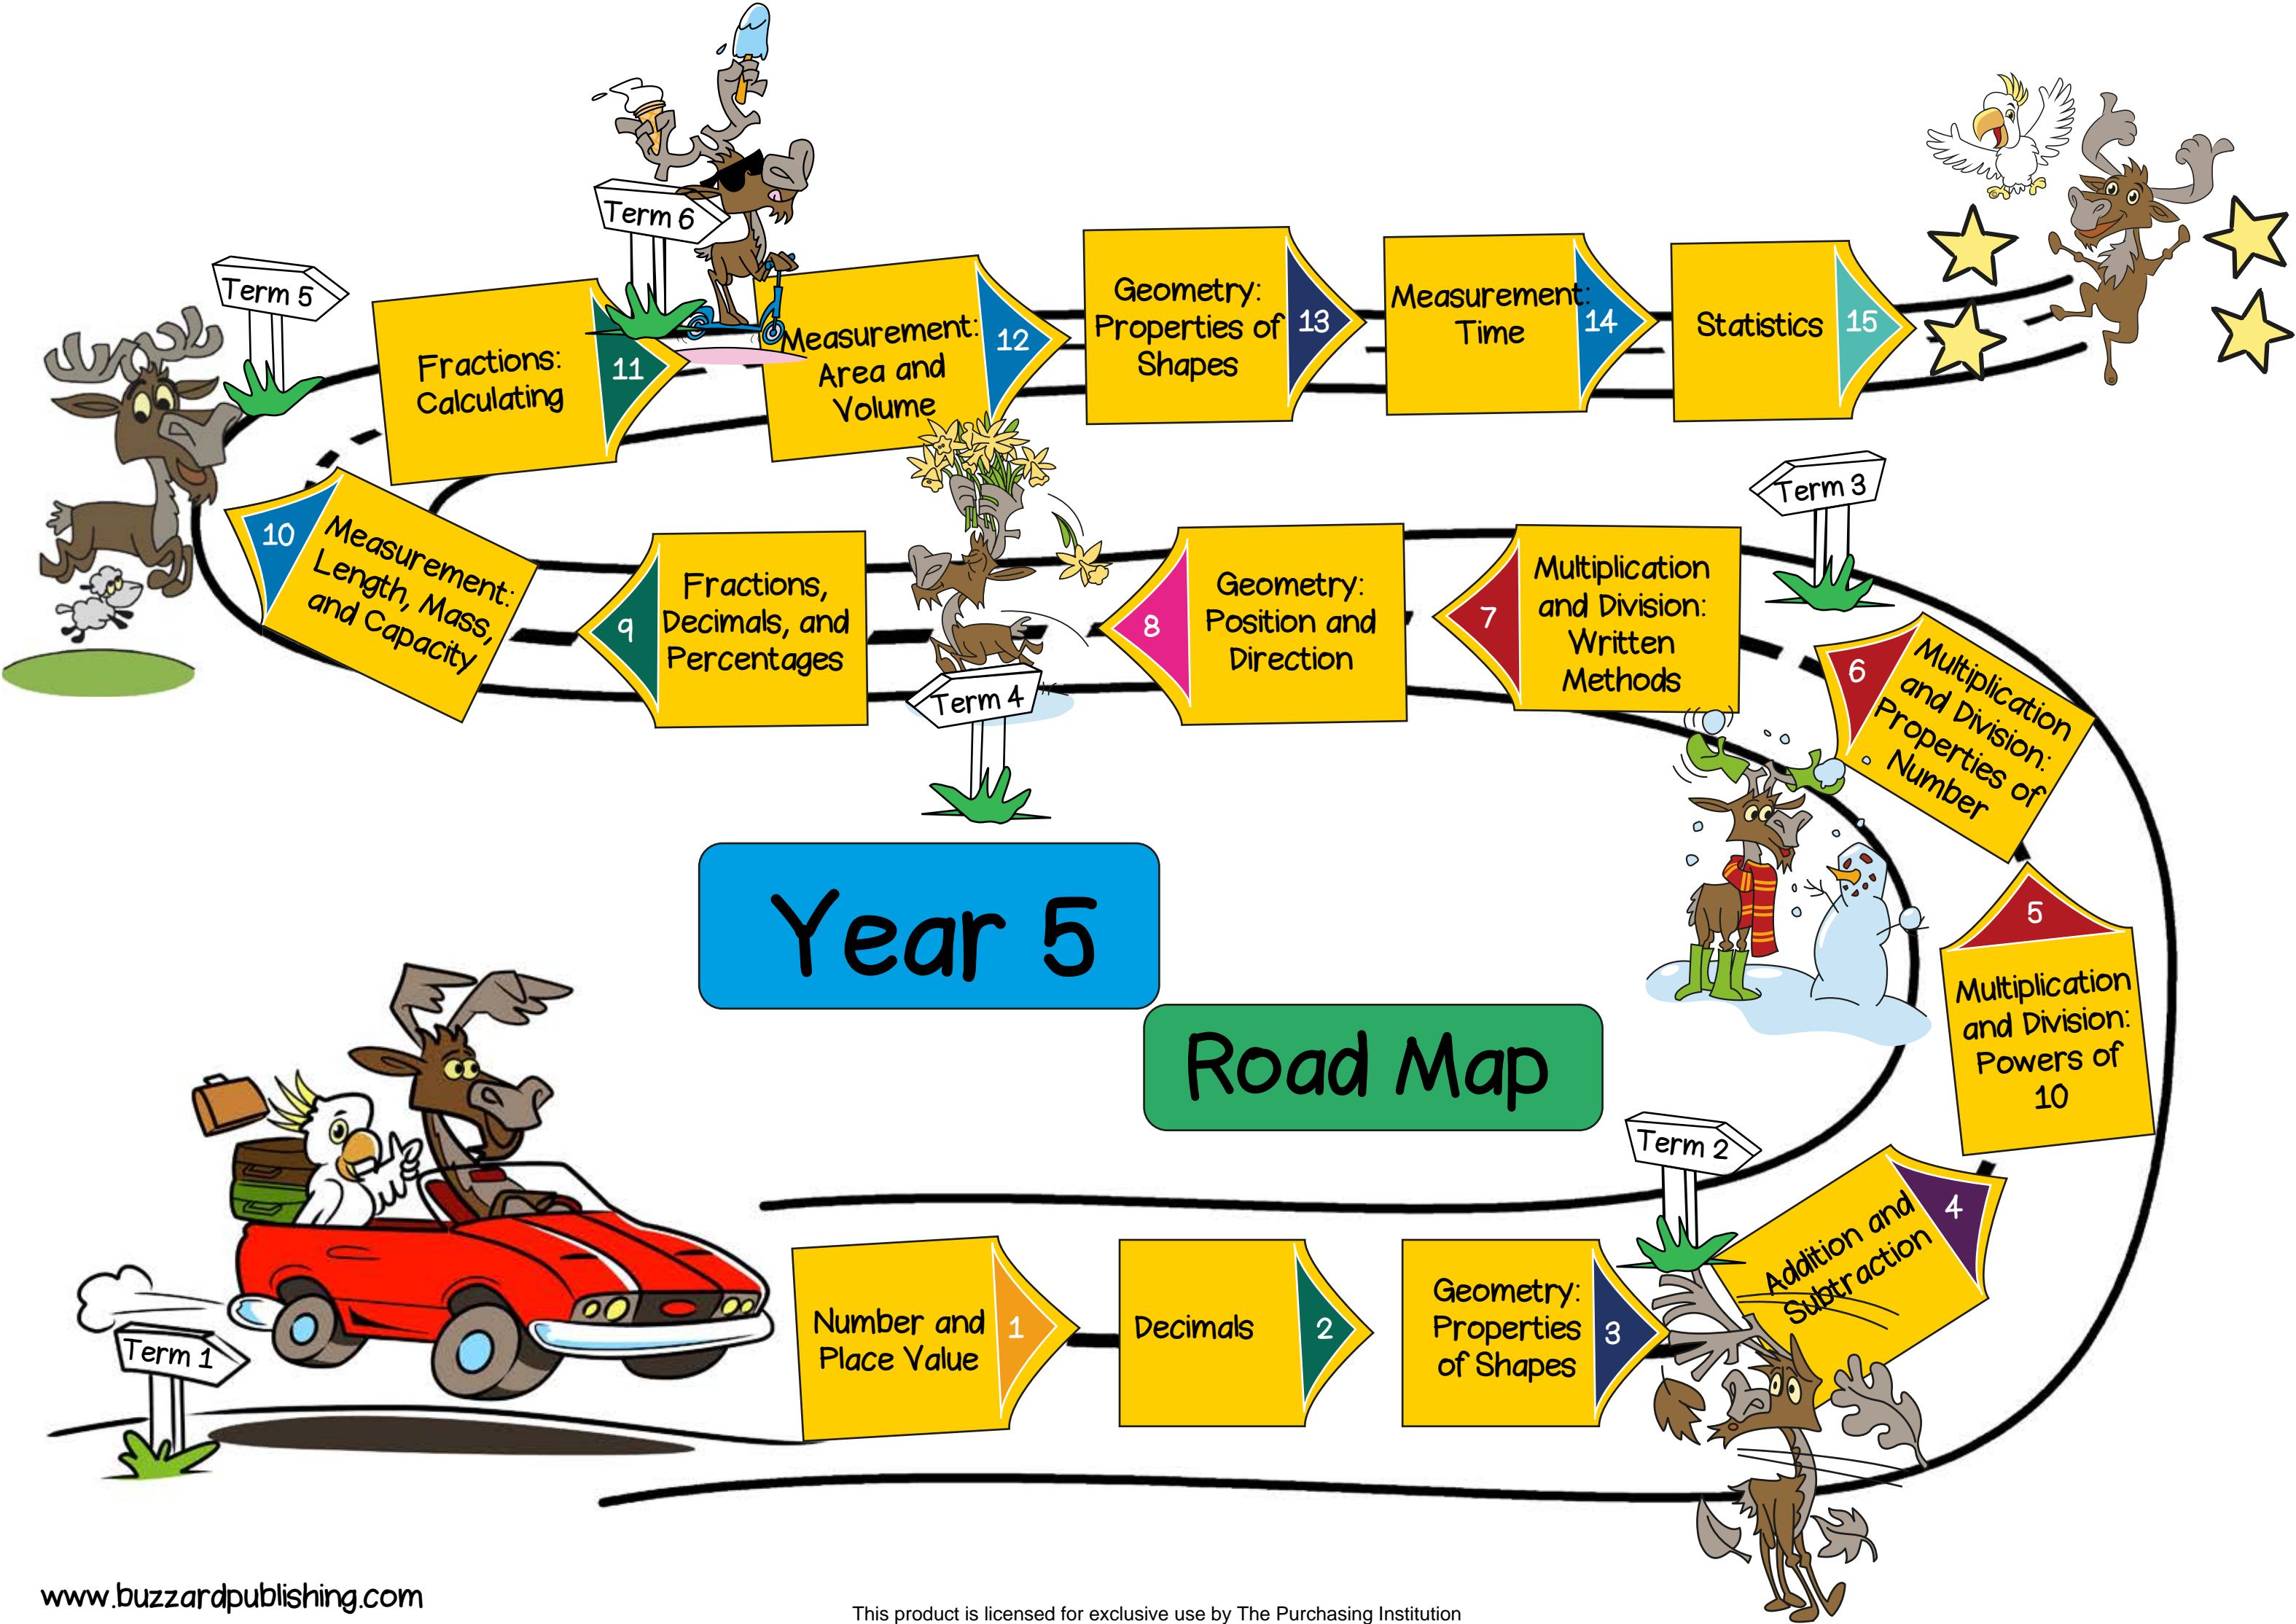 Term 6
Term 5
Fractions:
Calculating
11
Measurement:
Area and
Volume
12
Geometry:
Properties of
Shapes
13
Measurement:
Time
14
Statistics
15
Term 3
10
Measurement:
Length, Mass,
and Capacity
9
Fractions,
Decimals, and
Percentages
Term 4
8
Geometry:
Position and
Direction
7
Multiplication
and Division:
Written
Methods
6
Multiplication
and Division:
Properties of
Number
Year 5
Road Map
5
Multiplication
and Division:
Powers of
10
Term 2
4
Addition and
Subtraction
Term 1
Number and
Place Value
1
Decimals
2
Geometry:
Properties
of Shapes
3
www.buzzardpublishing.com
This product is licensed for exclusive use by The Purchasing Institution